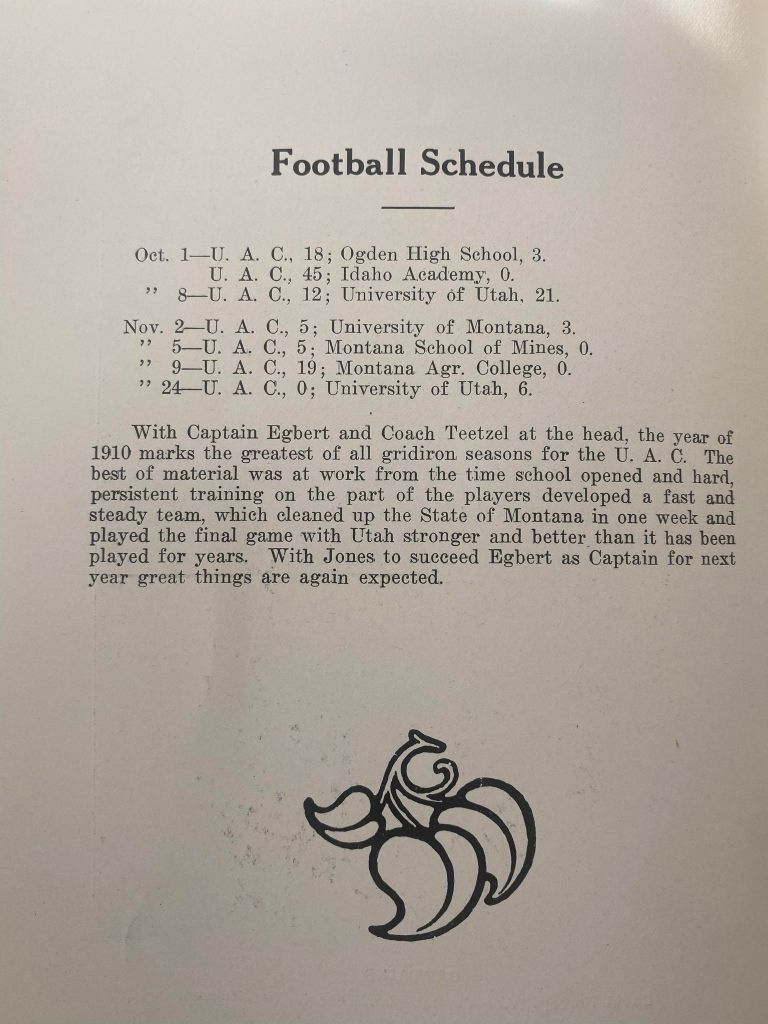 Football Schedule
Oct. 1—U. A. C., 18; Ogden High School, 3.
U. A. C., 45; Idaho Academy, 0.
” 8—U. A. C., 12; University of Utah, 21.
Nov. 2—U. A. C., 5; University of Montana, 3.
” 5—U. A. C., 5; Montana School of Mines, 0.
” 9—U. A. C., 19; Montana Agr. College, 0.
” 24—U. A. C., 0; University of Utah, 6.
With Captain Egbert and Coach Teetzel at the head, the year of
1910 marks the greatest of all gridiron seasons for the U. A. C. The
best of material was at work from the time school opened and hard,
persistent training on the part of the players developed a fast and
steady team, which cleaned up the State of Montana in one week and
played the final game with Utah stronger and better than it has been
played for years. With Jones to succeed Egbert as Captain for next
year great things are again expected.